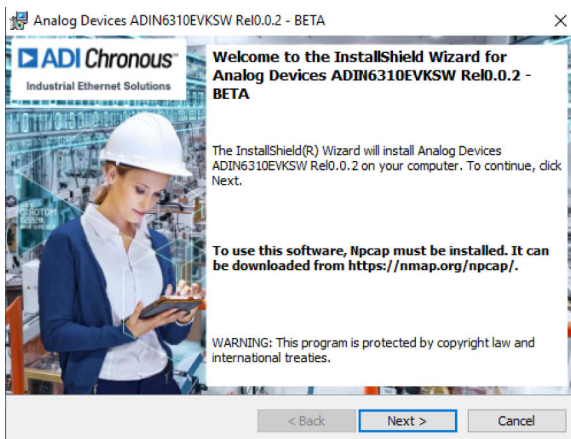 Analog Devices ADIN6310EVKSW Rel0.0.2 - BETA
ADI Chronous™
Industrial Ethernet Solutions
Welcome to the InstallShield Wizard for
Analog Devices ADIN6310EVKSW Rel0.0.2 -
BETA
The InstallShield(R) Wizard will install Analog Devices
ADIN6310EVKSW Rel0.0.2 on your computer. To continue, click
Next.
To use this software, Npcap must be installed. It can
be downloaded from https://nmap.org/npcap/.
WARNING: This program is protected by copyright law and
international treaties.
< Back
Next >
Cancel